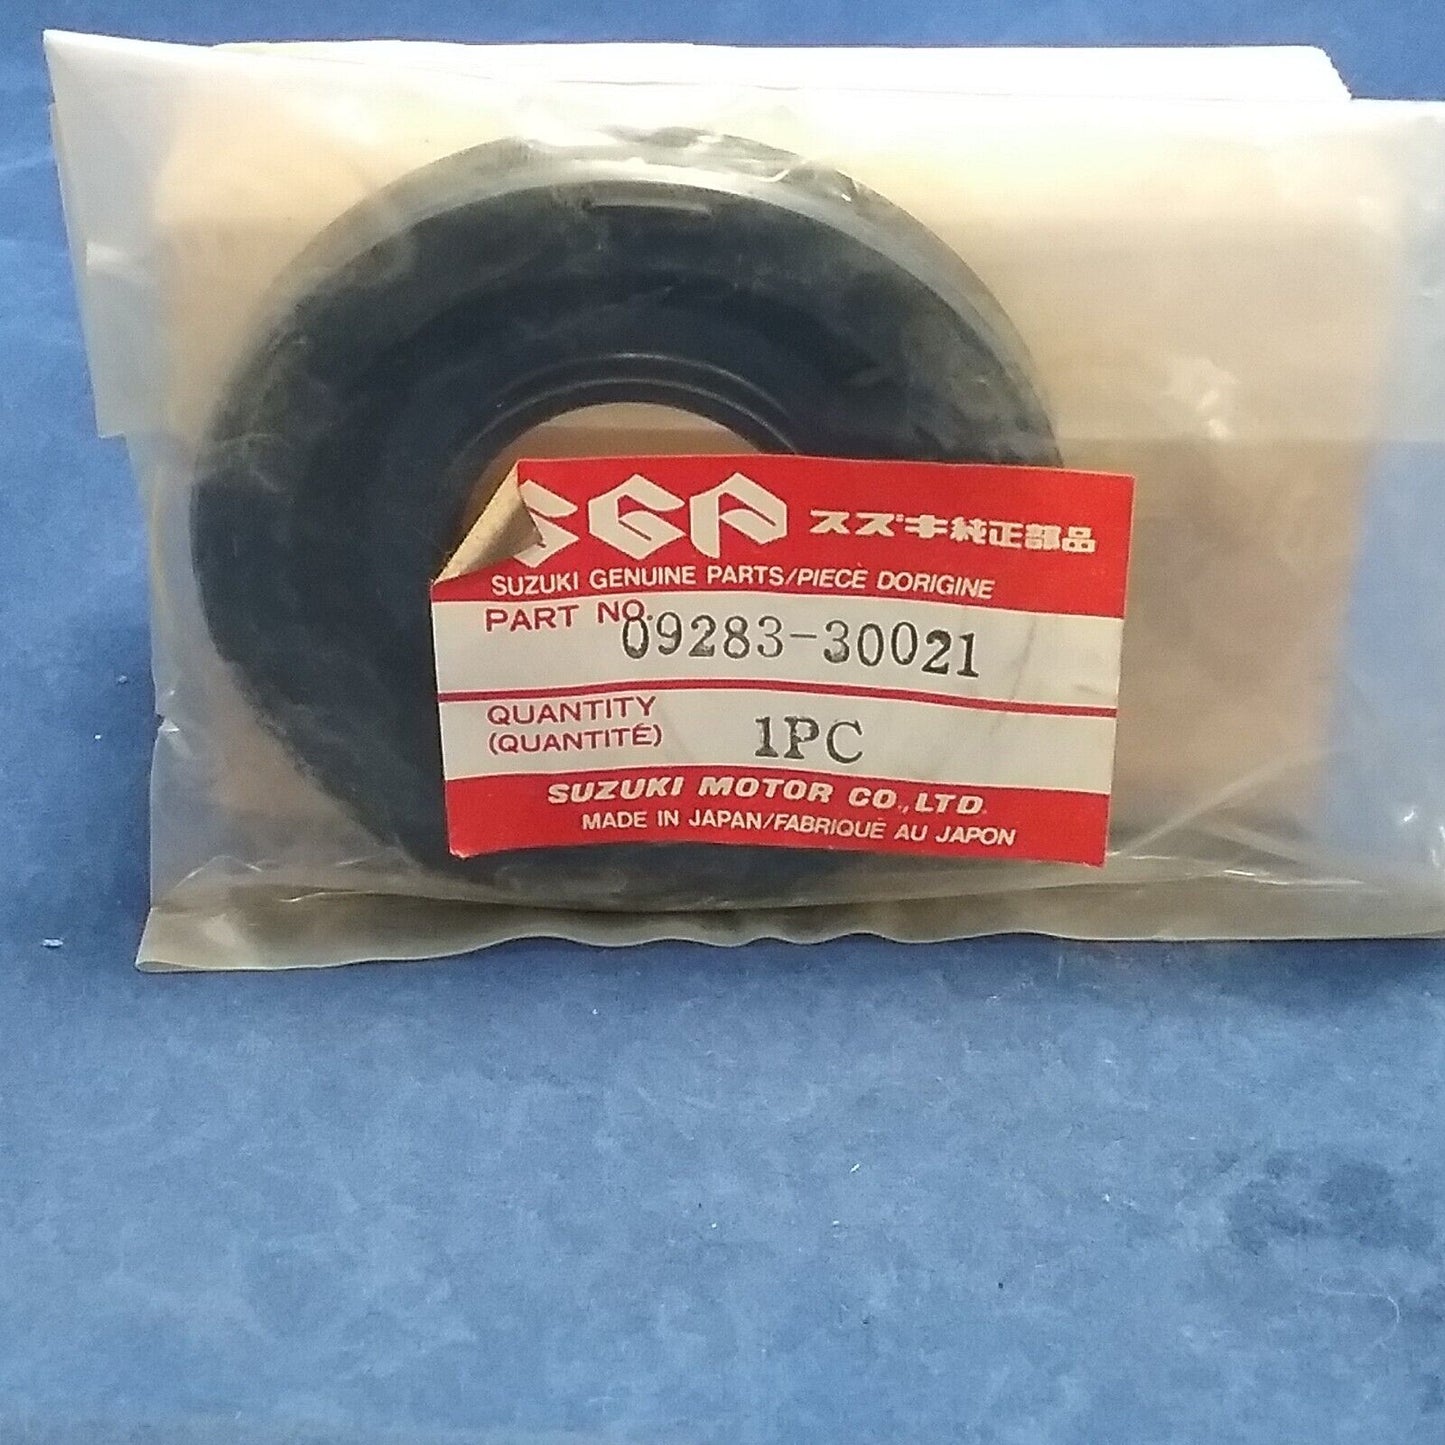 SGP スズキ純正部品
SUZUKI GENUINE PARTS/PIECÈ DORIGINE
PART NO. 09283-30021
QUANTITY
(QUANTITÉ) 1PC
SUZUKI MOTOR CO.,LTD.
MADE IN JAPAN/FABRIQUÉ AU JAPON